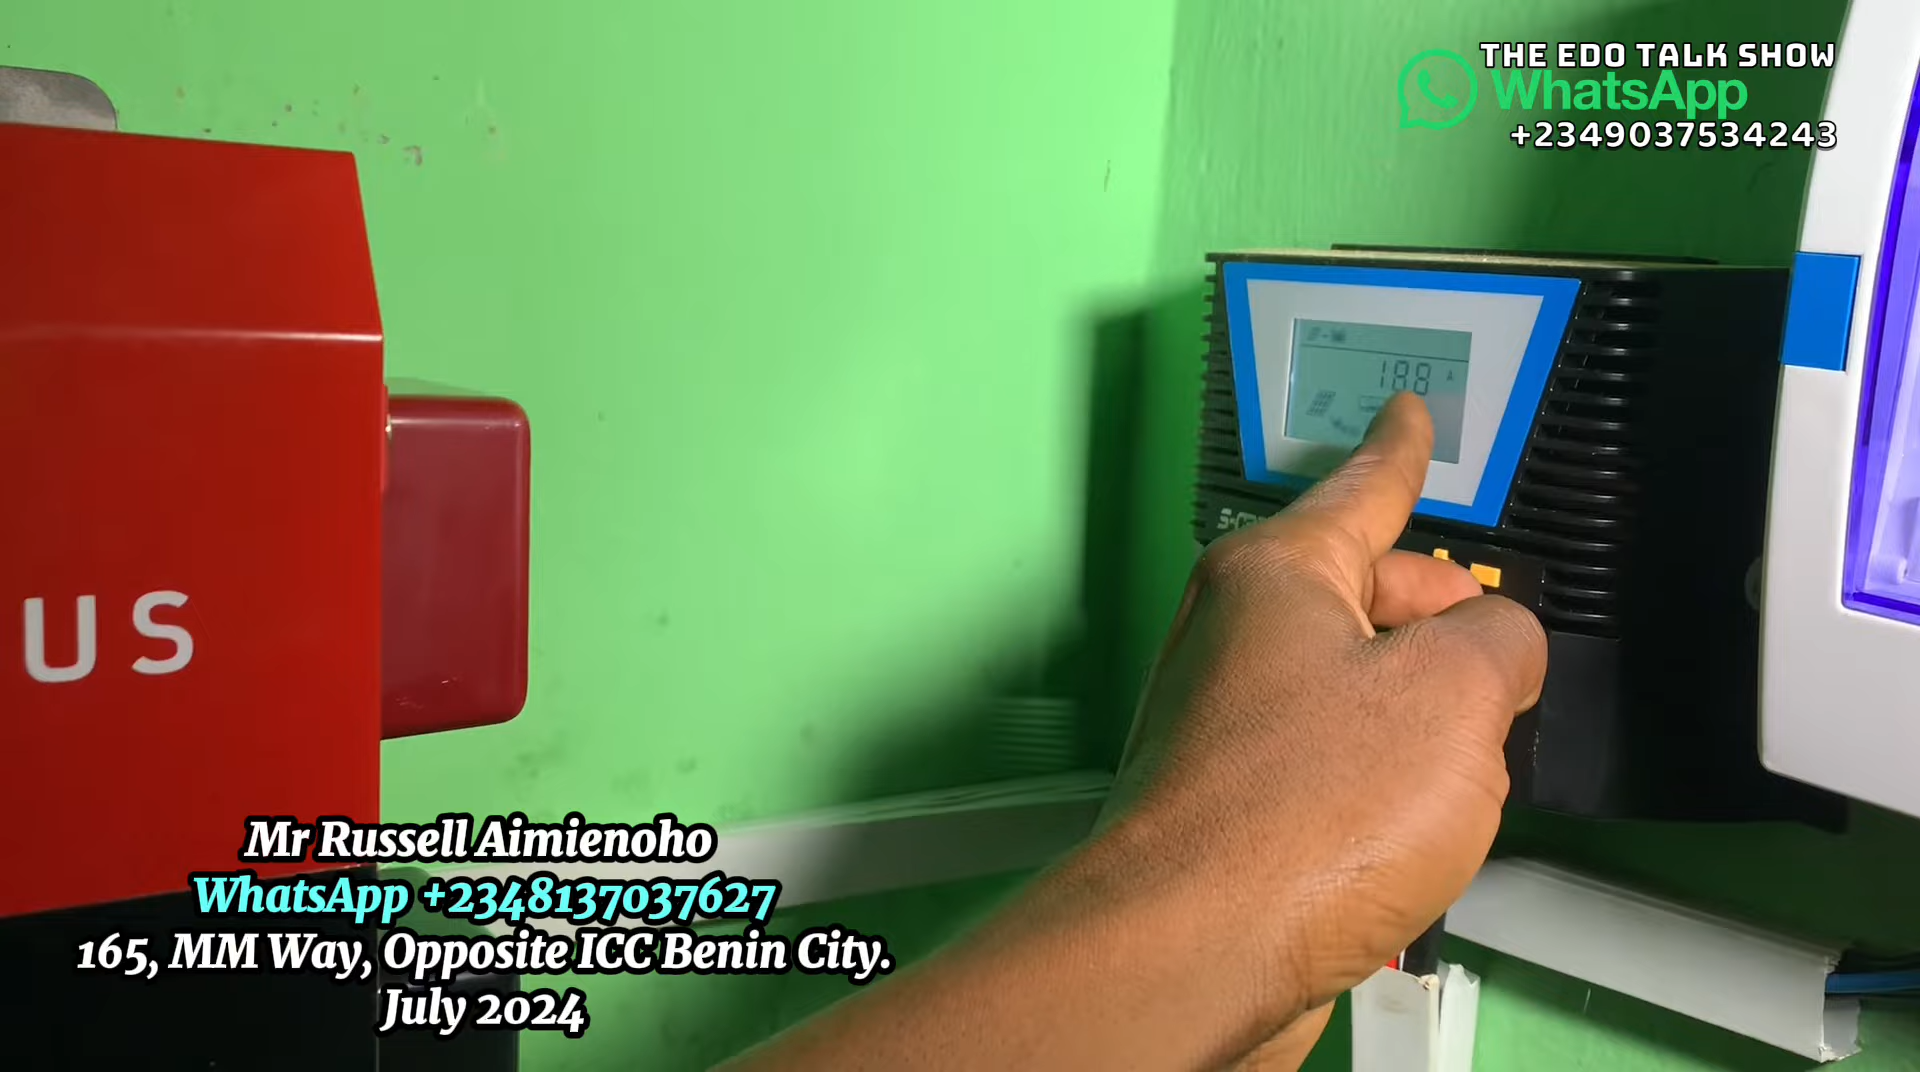 THE EDO TALK SHOW
WhatsApp
+2349037534243
188 A
US
Mr Russell Aimienoho
WhatsApp +2348137037627
165, MM Way, Opposite ICC Benin City.
July 2024